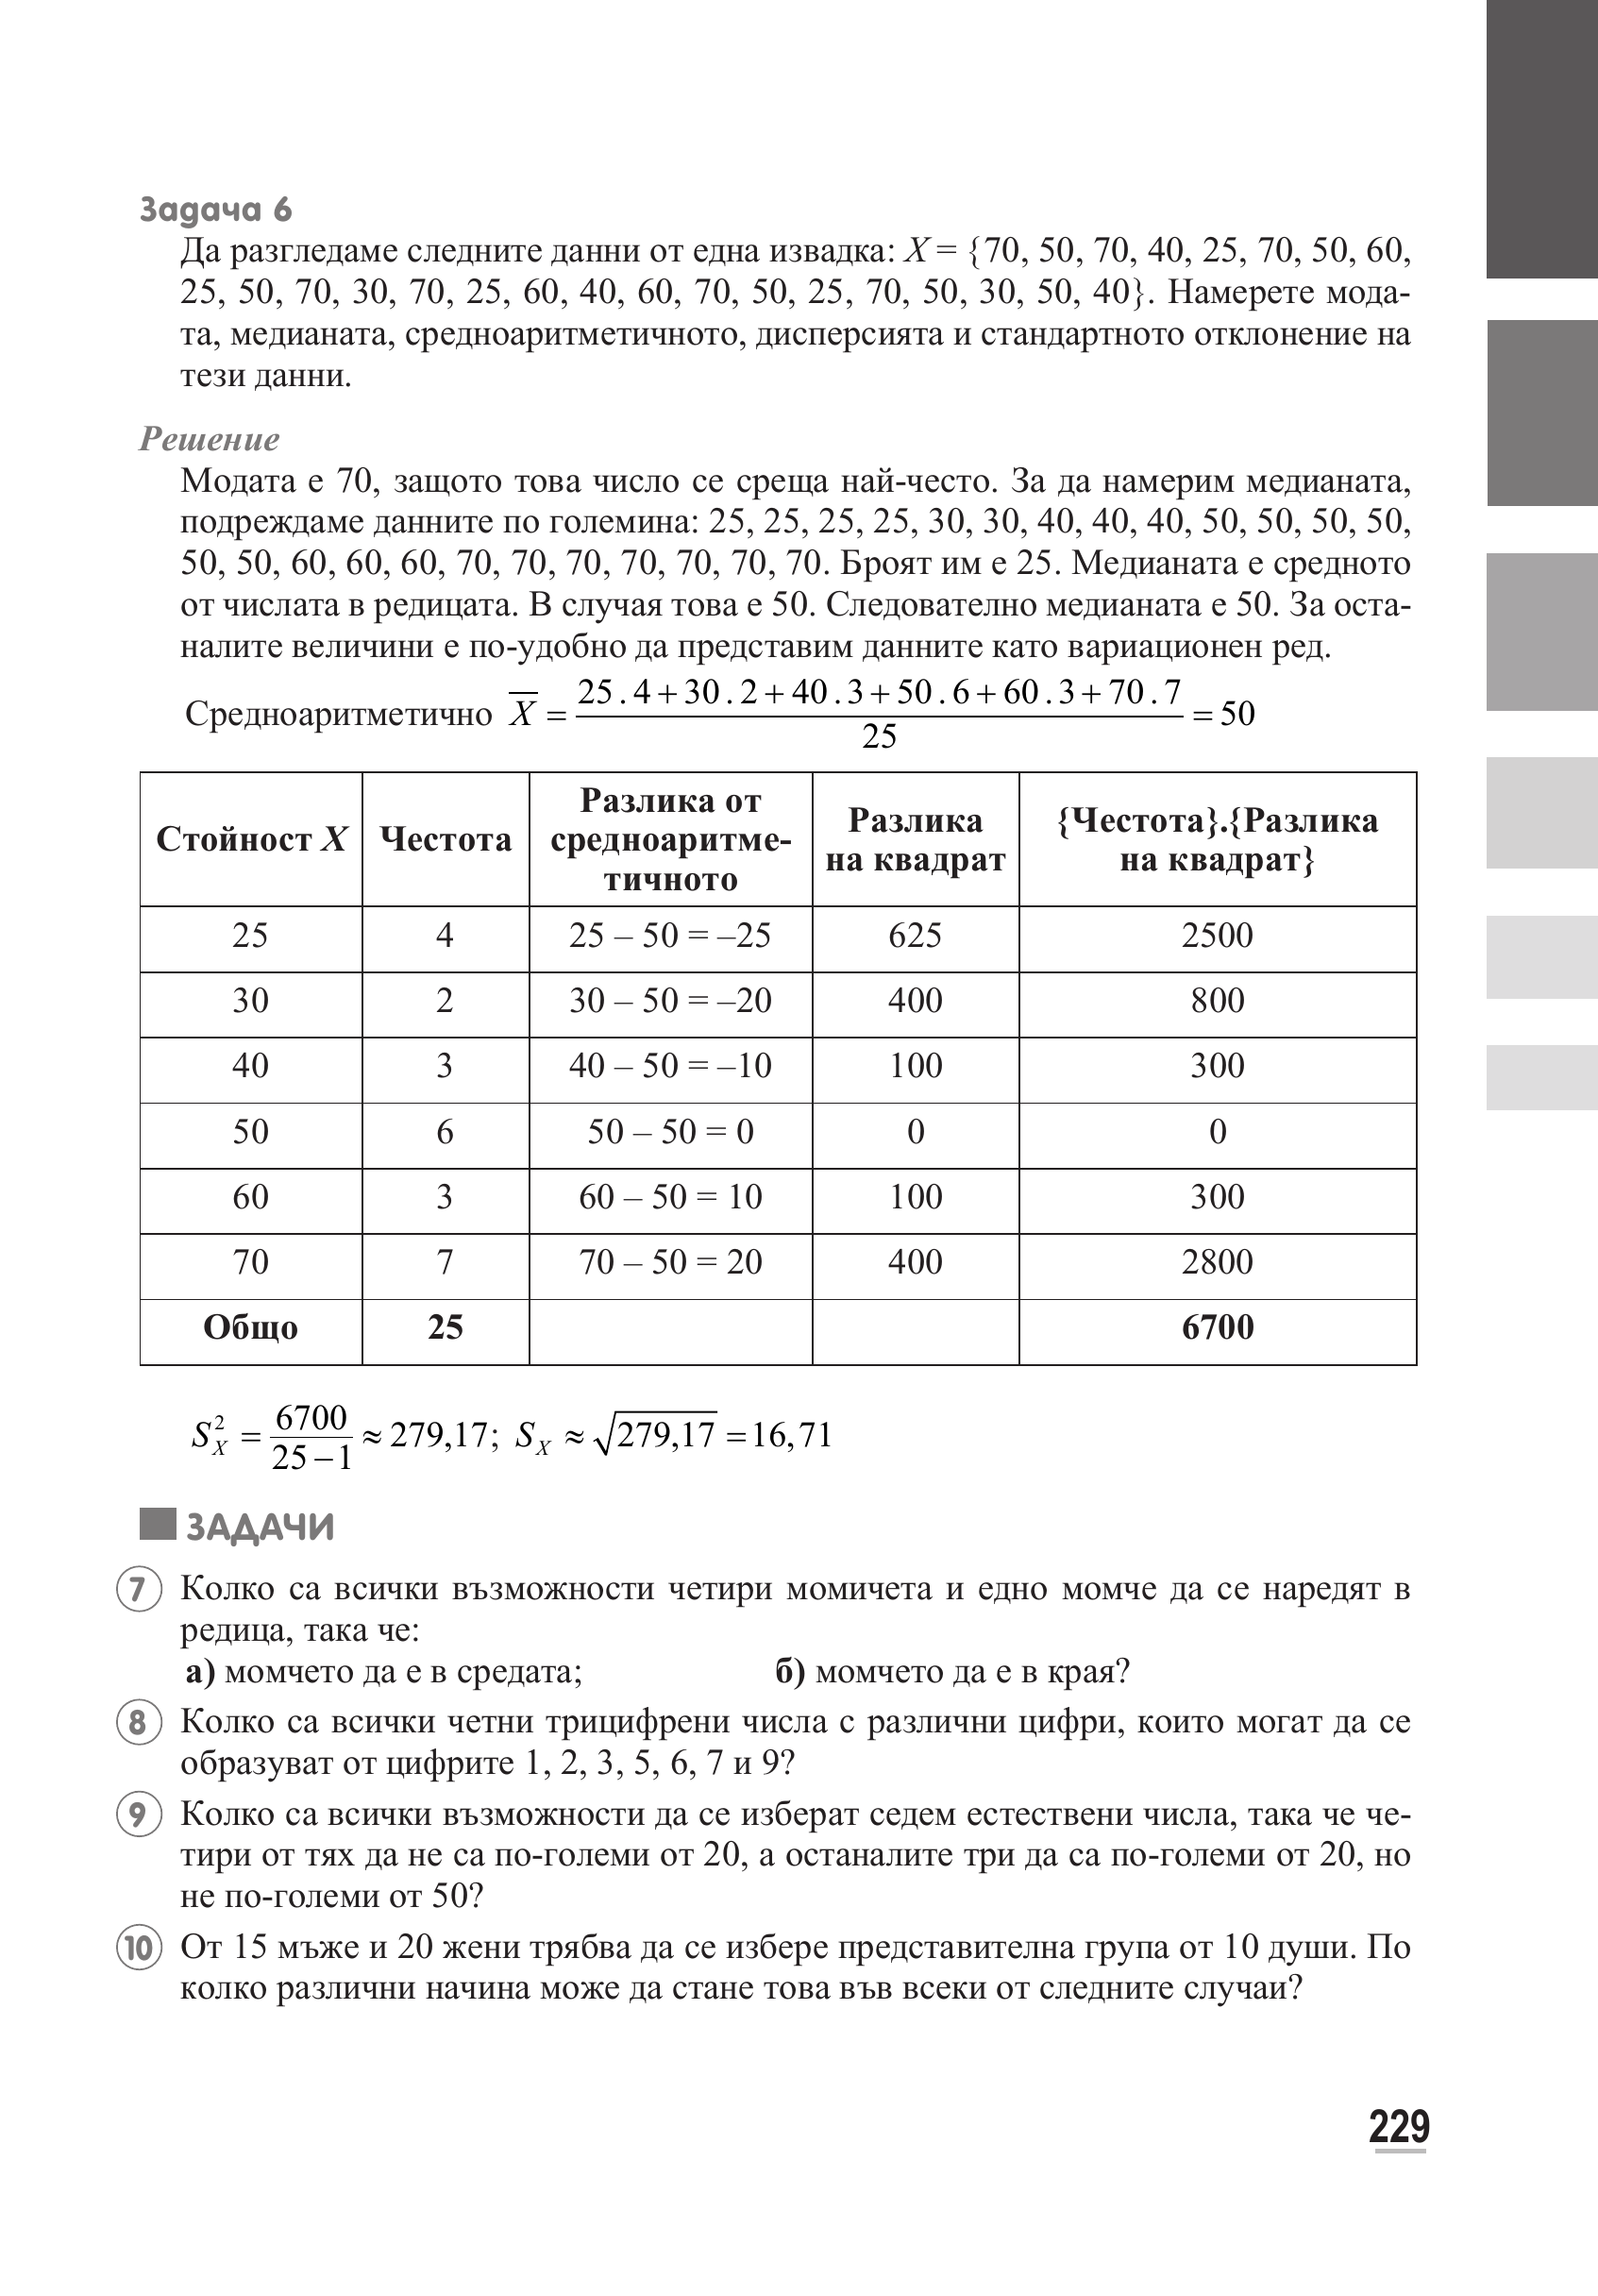 Задача 6
Да разгледаме следните данни от една извадка: X = {70, 50, 70, 40, 25, 70, 50, 60,
25, 50, 70, 30, 70, 25, 60, 40, 60, 70, 50, 25, 70, 50, 30, 50, 40}. Намерете мода-
та, медианата, средноаритметичното, дисперсията и стандартното отклонение на
тези данни.
Решение
Модата е 70, защото това число се среща най-често. За да намерим медианата,
подреждаме данните по големина: 25, 25, 25, 25, 30, 30, 40, 40, 40, 50, 50, 50, 50,
50, 50, 60, 60, 60, 70, 70, 70, 70, 70, 70, 70. Броят им е 25. Медианата е средното
от числата в редицата. В случая това е 50. Следователно медианата е 50. За оста-
налите величини е по-удобно да представим данните като вариационен ред.
Средноаритметично X̅ = (25 . 4 + 30 . 2 + 40 . 3 + 50 . 6 + 60 . 3 + 70 . 7) / 25 = 50
Стойност X | Честота | Разлика от средноаритме-тичното | Разлика на квадрат | {Честота}.{Разлика на квадрат}
25 | 4 | 25 – 50 = –25 | 625 | 2500
30 | 2 | 30 – 50 = –20 | 400 | 800
40 | 3 | 40 – 50 = –10 | 100 | 300
50 | 6 | 50 – 50 = 0 | 0 | 0
60 | 3 | 60 – 50 = 10 | 100 | 300
70 | 7 | 70 – 50 = 20 | 400 | 2800
Общо | 25 | | | 6700
S²_X = 6700 / (25 – 1) ≈ 279,17; S_X ≈ √279,17 = 16,71
ЗАДАЧИ
7 Колко са всички възможности четири момичета и едно момче да се наредят в
редица, така че:
а) момчето да е в средата; б) момчето да е в края?
8 Колко са всички четни трицифрени числа с различни цифри, които могат да се
образуват от цифрите 1, 2, 3, 5, 6, 7 и 9?
9 Колко са всички възможности да се изберат седем естествени числа, така че че-
тири от тях да не са по-големи от 20, а останалите три да са по-големи от 20, но
не по-големи от 50?
10 От 15 мъже и 20 жени трябва да се избере представителна група от 10 души. По
колко различни начина може да стане това във всеки от следните случаи?
229